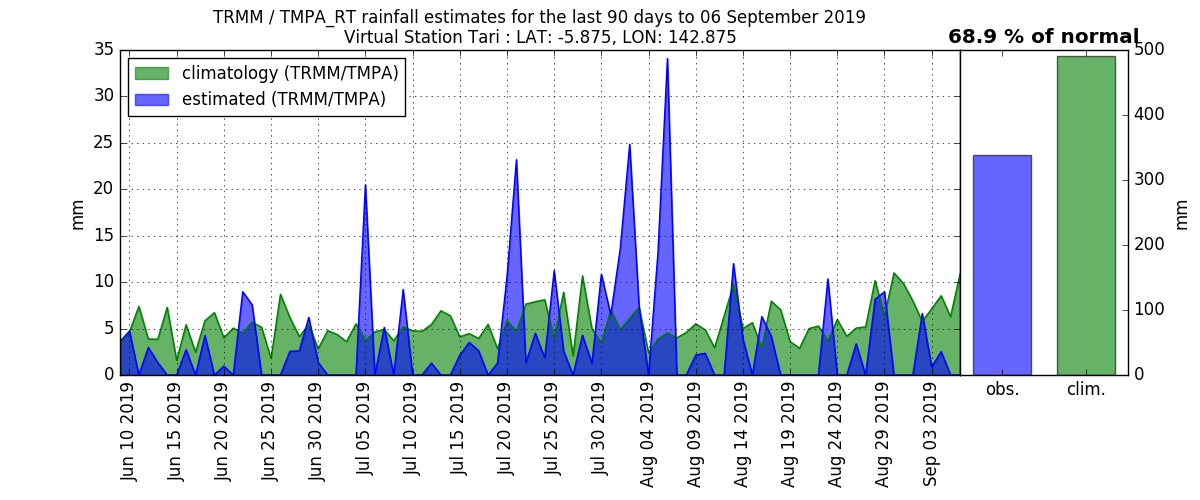 TRMM / TMPA_RT rainfall estimates for the last 90 days to 06 September 2019
Virtual Station Tari : LAT: -5.875, LON: 142.875
68.9 % of normal
climatology (TRMM/TMPA)
estimated (TRMM/TMPA)
35
30
25
20
15
10
5
0
mm
Jun 10 2019
Jun 15 2019
Jun 20 2019
Jun 25 2019
Jun 30 2019
Jul 05 2019
Jul 10 2019
Jul 15 2019
Jul 20 2019
Jul 25 2019
Jul 30 2019
Aug 04 2019
Aug 09 2019
Aug 14 2019
Aug 19 2019
Aug 24 2019
Aug 29 2019
Sep 03 2019
obs.
clim.
500
400
300
200
100
0
mm